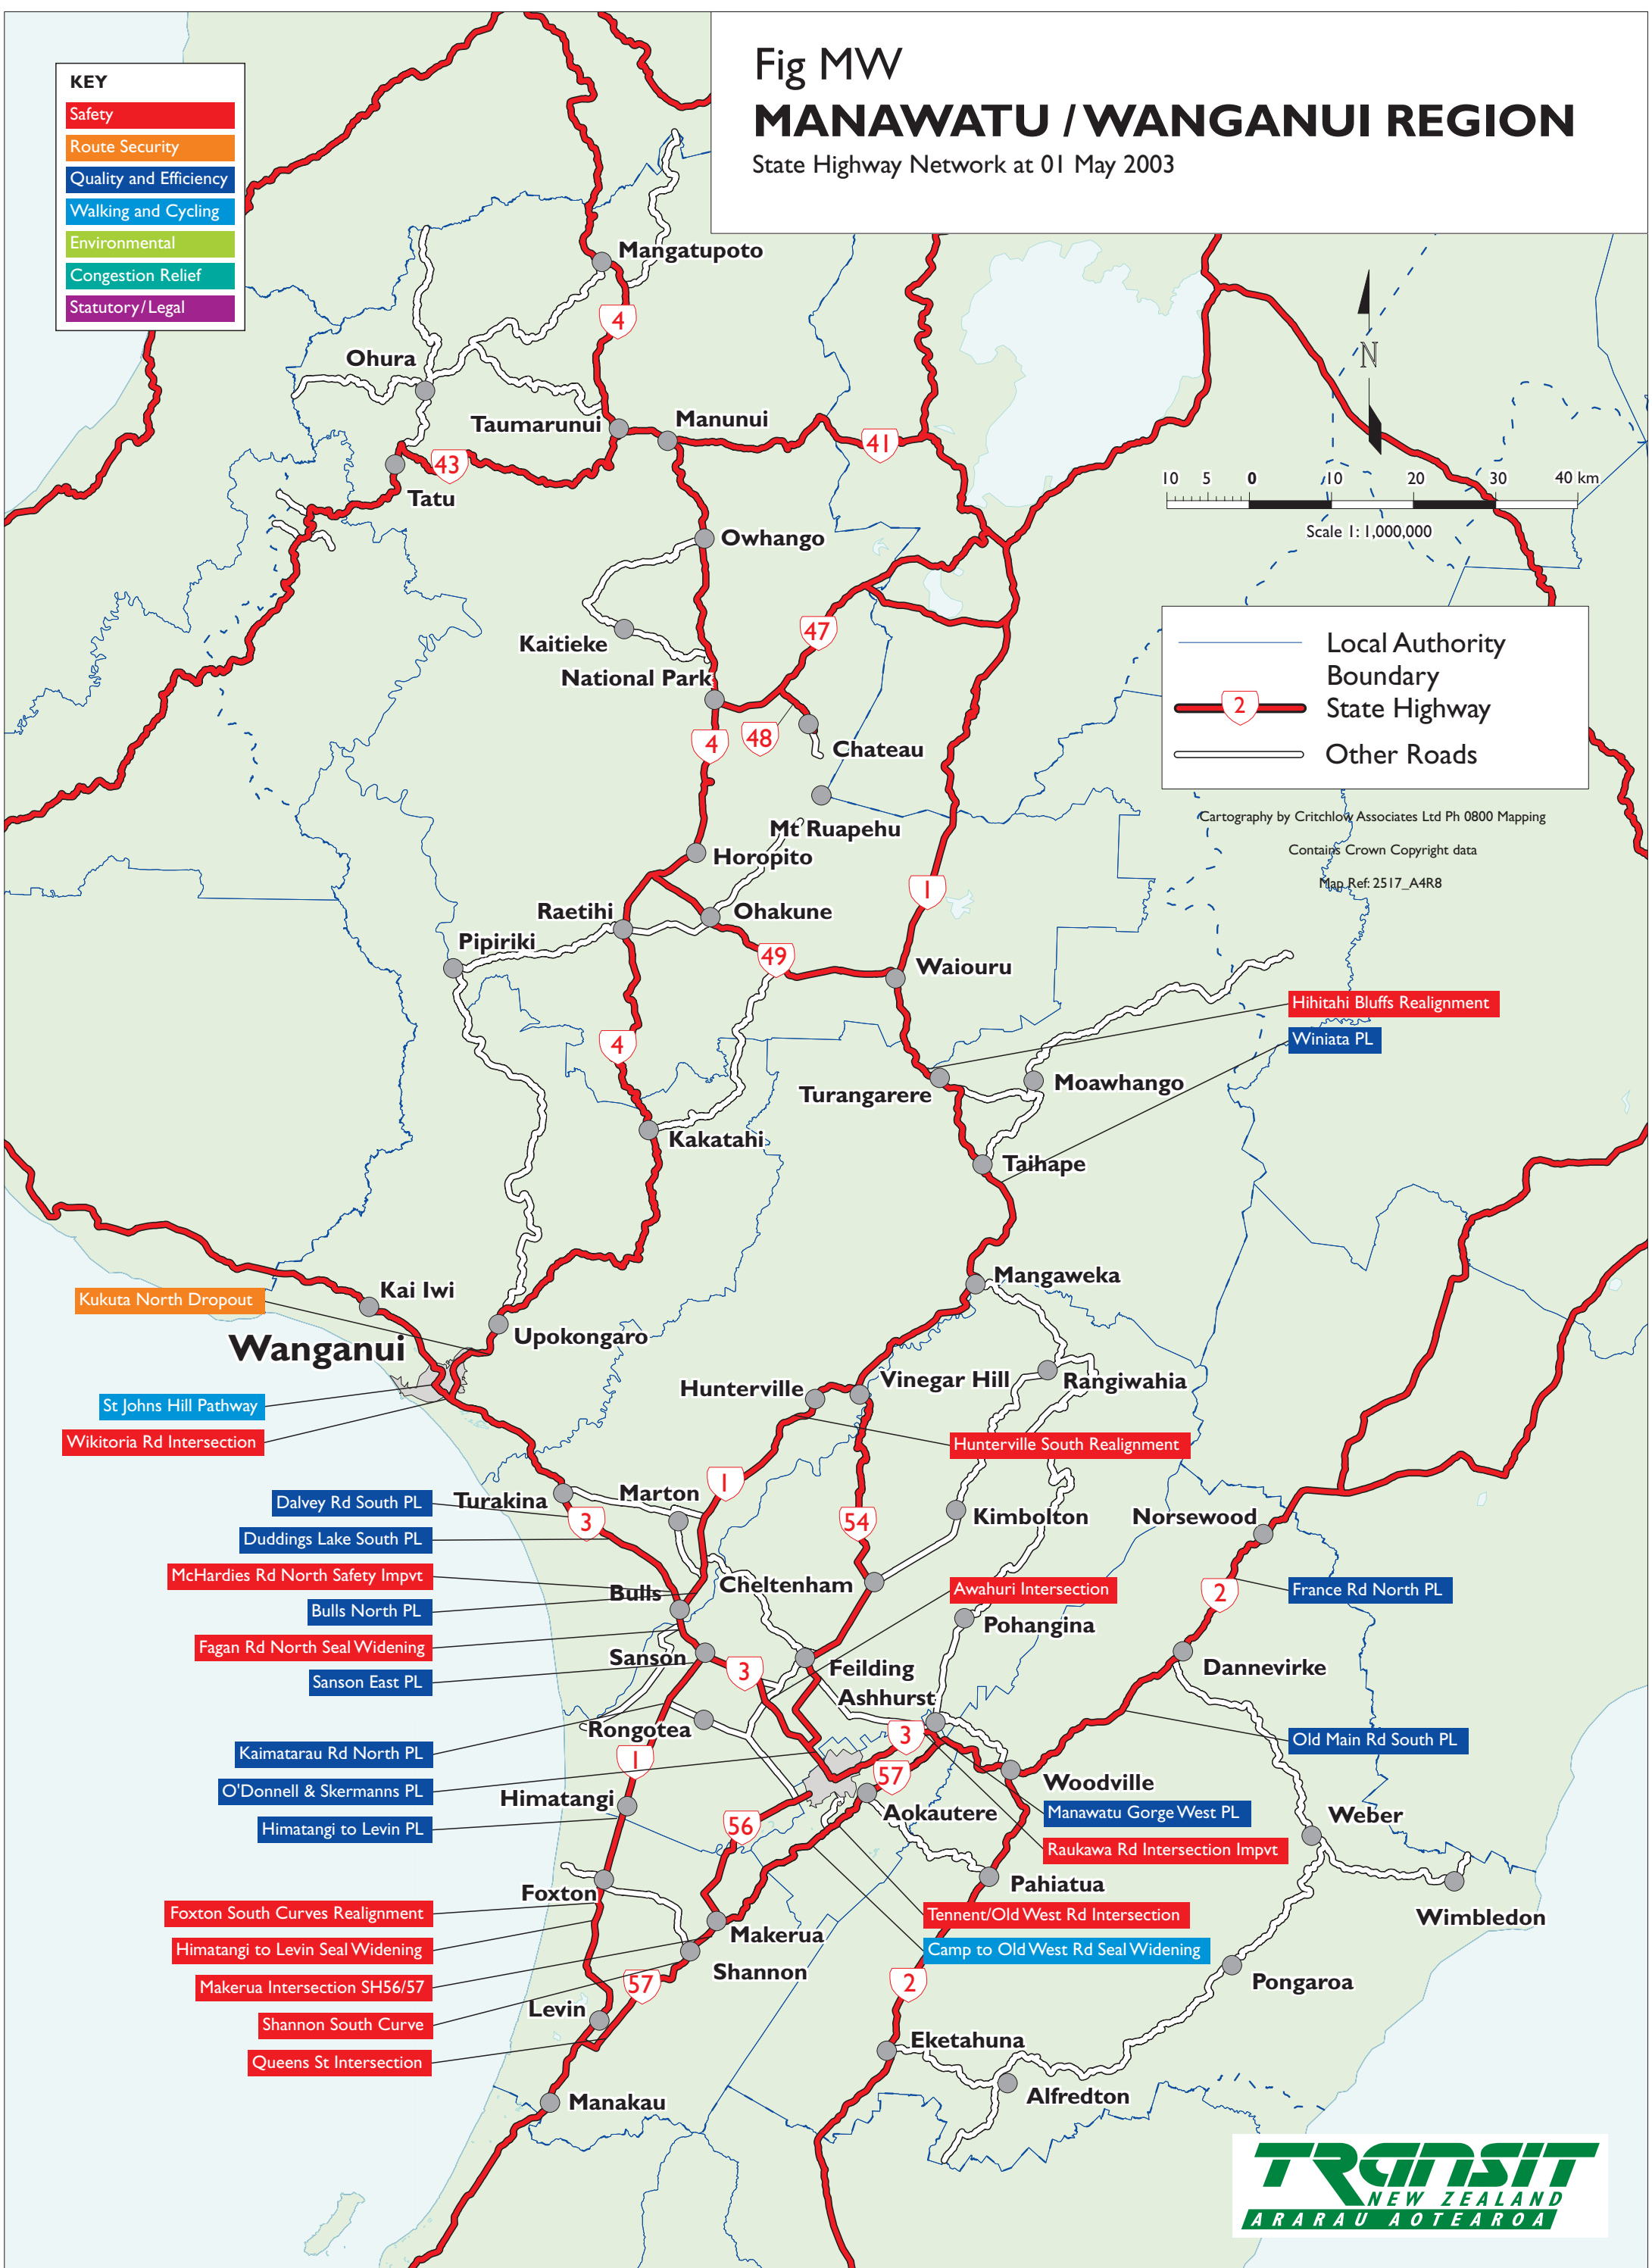 Fig MW
MANAWATU / WANGANUI REGION
State Highway Network at 01 May 2003
KEY
Safety
Route Security
Quality and Efficiency
Walking and Cycling
Environmental
Congestion Relief
Statutory/Legal
Mangatupoto
4
N
Ohura
Taumarunui
Manunui
41
43
Tatu
10 5 0 10 20 30 40 km
Scale 1: 1,000,000
Owhango
Kaitieke
47
National Park
Local Authority
Boundary
2
State Highway
Other Roads
4
48
Chateau
Mt Ruapehu
Cartography by Critchlow Associates Ltd Ph 0800 Mapping
Contains Crown Copyright data
Map Ref: 2517_A4R8
Horopito
1
Raetihi
Ohakune
Pipiriki
49
Waiouru
Hihitahi Bluffs Realignment
Winiata PL
4
Turangarere
Moawhango
Kakatahi
Taihape
Mangaweka
Kai Iwi
Kukuta North Dropout
Upokongaro
Wanganui
Hunterville
Vinegar Hill
Rangiwahia
St Johns Hill Pathway
Wikitoria Rd Intersection
Hunterville South Realignment
1
Marton
Turakina
Dalvey Rd South PL
3
54
Kimbolton
Norsewood
Duddings Lake South PL
McHardies Rd North Safety Impvt
Bulls
Cheltenham
Awahuri Intersection
2
France Rd North PL
Bulls North PL
Pohangina
Fagan Rd North Seal Widening
Sanson
3
Feilding
Dannevirke
Sanson East PL
Ashhurst
Rongotea
3
Old Main Rd South PL
Kaimatarau Rd North PL
1
57
Woodville
O'Donnell & Skermanns PL
Himatangi
Aokautere
Manawatu Gorge West PL
Weber
Himatangi to Levin PL
56
Raukawa Rd Intersection Impvt
Pahiatua
Foxton
Foxton South Curves Realignment
Tennent/Old West Rd Intersection
Wimbledon
Makerua
Himatangi to Levin Seal Widening
Camp to Old West Rd Seal Widening
Shannon
Makerua Intersection SH56/57
57
2
Pongaroa
Levin
Shannon South Curve
Eketahuna
Queens St Intersection
Alfredton
Manakau
TRANSIT
NEW ZEALAND
ARARAU AOTEAROA